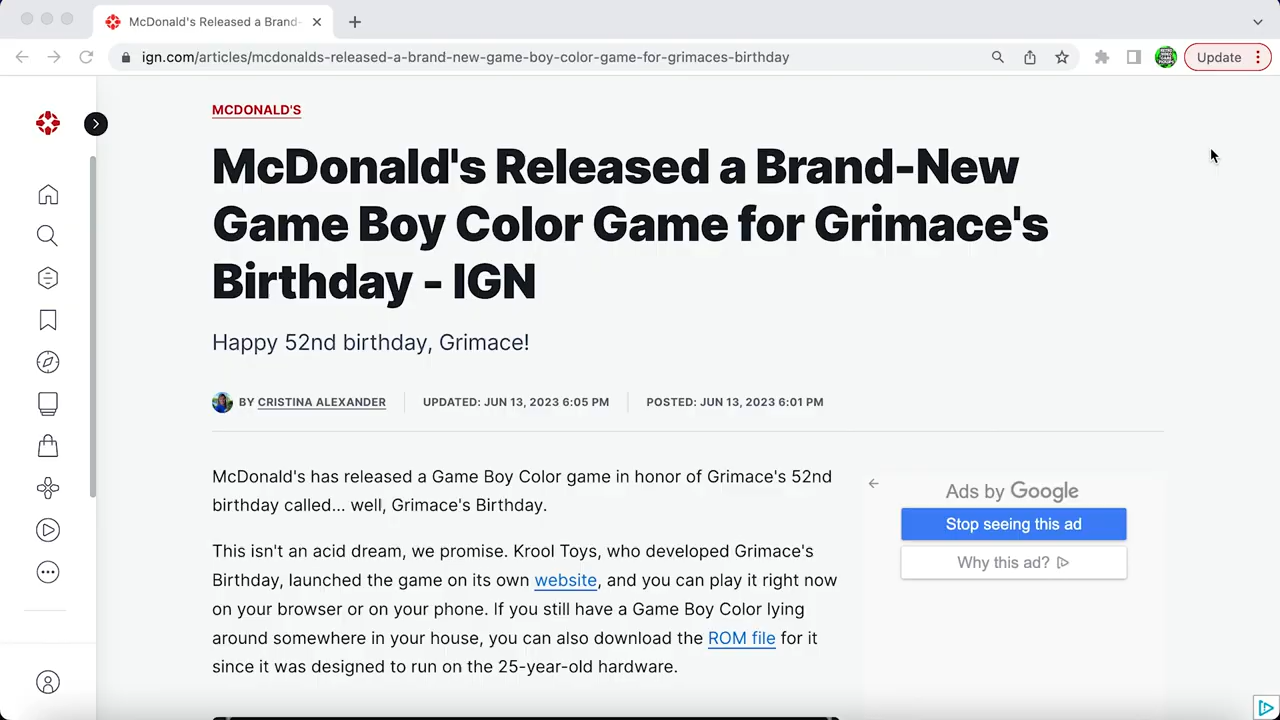 McDonald's Released a Brand-
ign.com/articles/mcdonalds-released-a-brand-new-game-boy-color-game-for-grimaces-birthday
Update
MCDONALD'S
McDonald's Released a Brand-New
Game Boy Color Game for Grimace's
Birthday - IGN
Happy 52nd birthday, Grimace!
BY CRISTINA ALEXANDER
UPDATED: JUN 13, 2023 6:05 PM
POSTED: JUN 13, 2023 6:01 PM
McDonald's has released a Game Boy Color game in honor of Grimace's 52nd
birthday called... well, Grimace's Birthday.
This isn't an acid dream, we promise. Krool Toys, who developed Grimace's
Birthday, launched the game on its own website, and you can play it right now
on your browser or on your phone. If you still have a Game Boy Color lying
around somewhere in your house, you can also download the ROM file for it
since it was designed to run on the 25-year-old hardware.
Ads by Google
Stop seeing this ad
Why this ad?